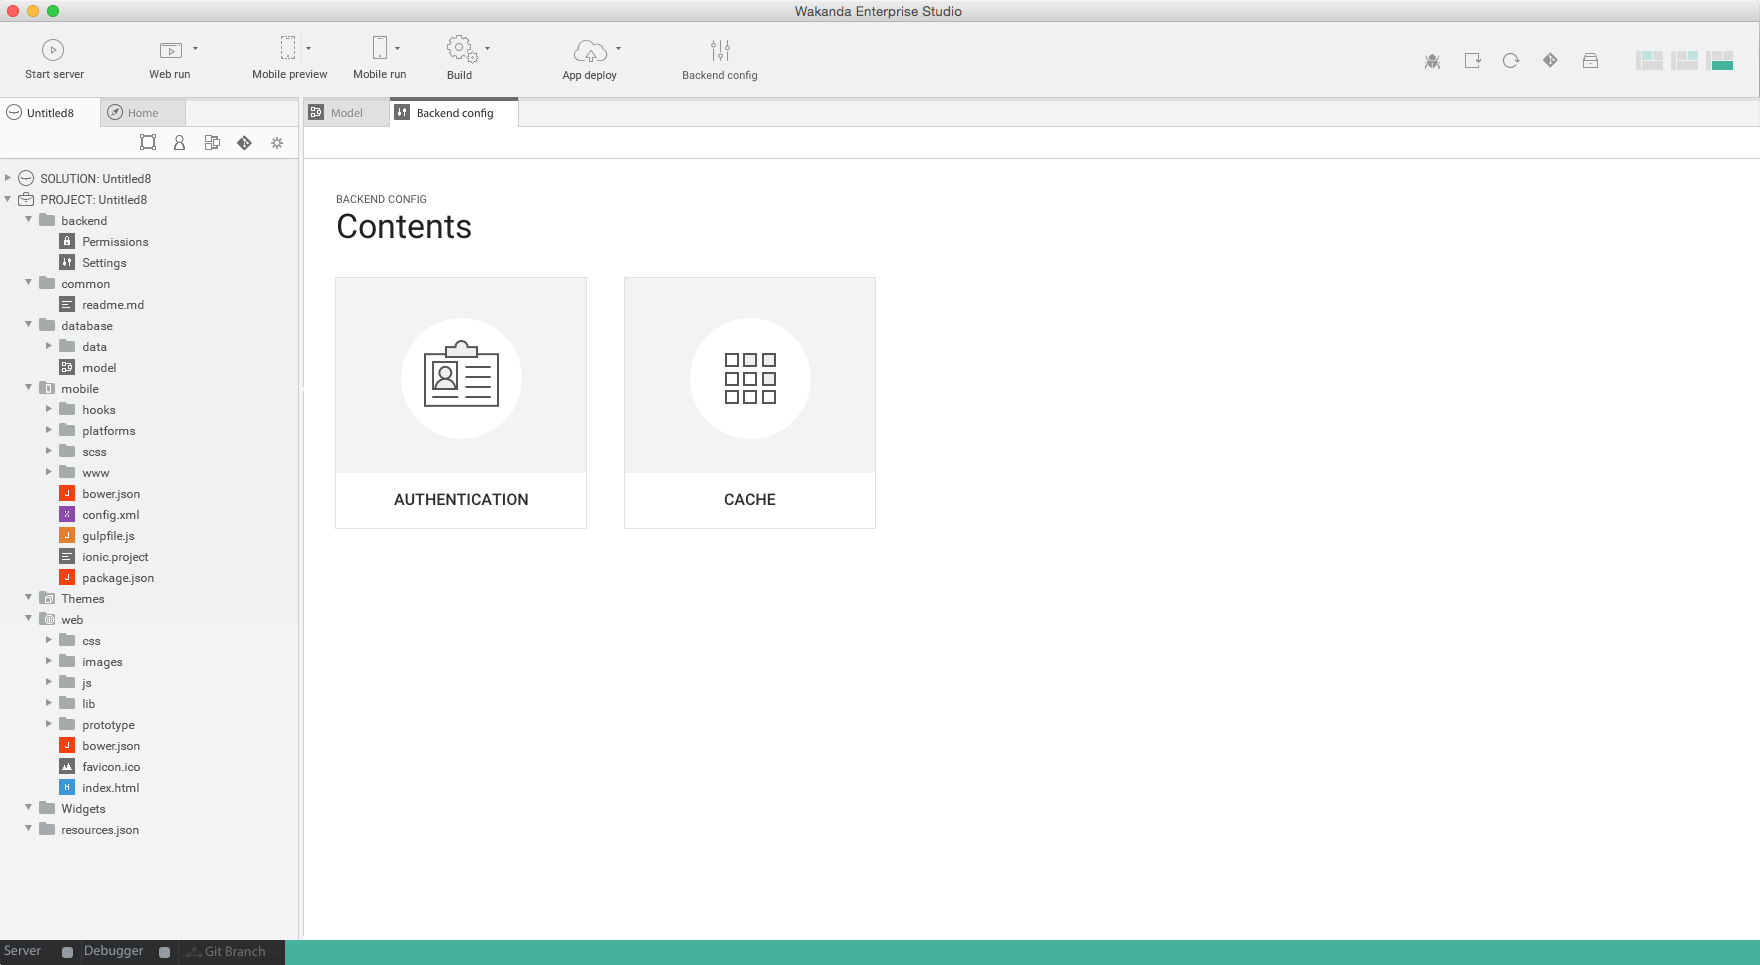 Wakanda Enterprise Studio
Start server
Web run
Mobile preview
Mobile run
Build
App deploy
Backend config
Untitled8
Home
Model
Backend config
SOLUTION: Untitled8
PROJECT: Untitled8
backend
Permissions
Settings
common
readme.md
database
data
model
mobile
hooks
platforms
scss
www
bower.json
config.xml
gulpfile.js
ionic.project
package.json
Themes
web
css
images
js
lib
prototype
bower.json
favicon.ico
index.html
Widgets
resources.json
BACKEND CONFIG
Contents
AUTHENTICATION
CACHE
Server
Debugger
Git Branch